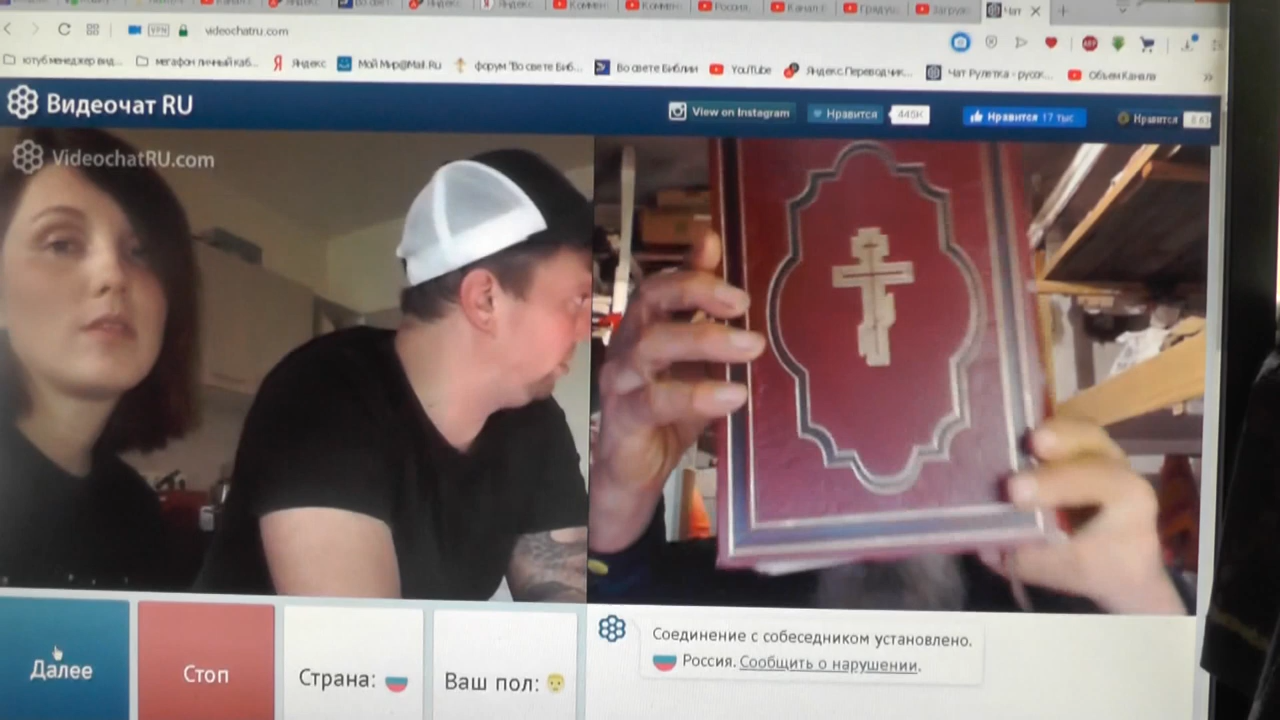 videochatru.com
VPN
ABP
ютуб менеджер вид...
мегафон личный каб...
Яндекс
Мой Мир@Mail.Ru
форум "Во свете Биб...
Во свете Библии
YouTube
Яндекс.Переводчик...
Чат Рулетка - русск...
Объем Канала
»
Видеочат RU
View on Instagram
Нравится
Нравится 17 тыс.
Нравится
VideochatRU.com
Далее
Стоп
Страна:
Ваш пол:
Соединение с собеседником установлено.
Россия. Сообщить о нарушении.